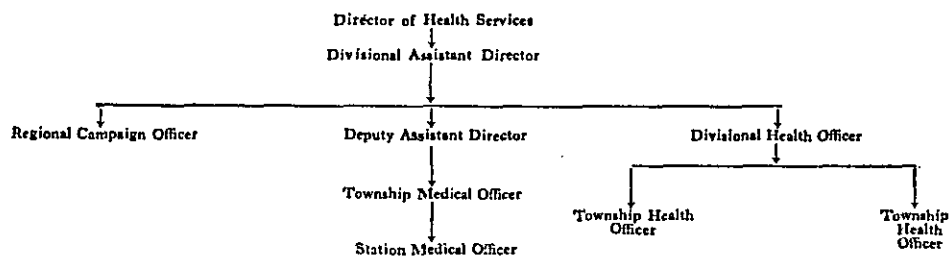 Director of Health Services
Divisional Assistant Director
Regional Campaign Officer
Deputy Assistant Director
Divisional Health Officer
Township Medical Officer
Township Health
Officer
Township
Health
Officer
Station Medical Officer